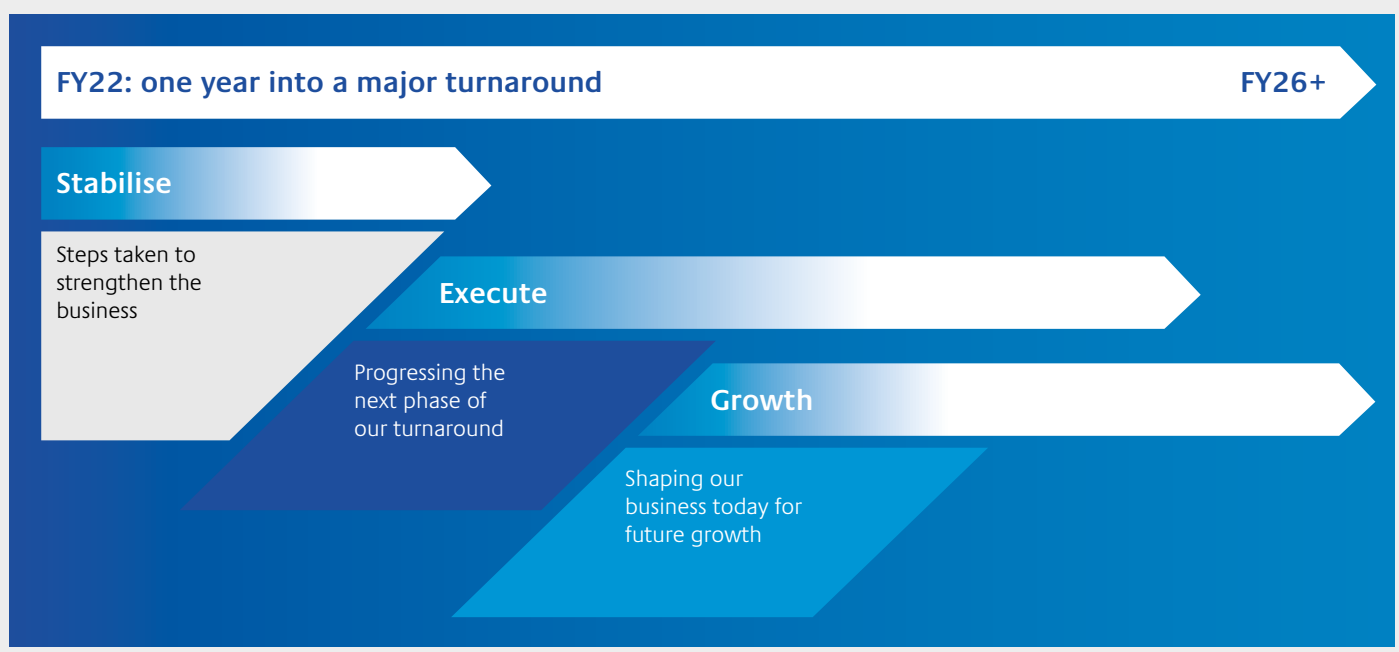 FY22: one year into a major turnaround
FY26+
Stabilise
Steps taken to
strengthen the
business
Execute
Progressing the
next phase of
our turnaround
Growth
Shaping our
business today for
future growth